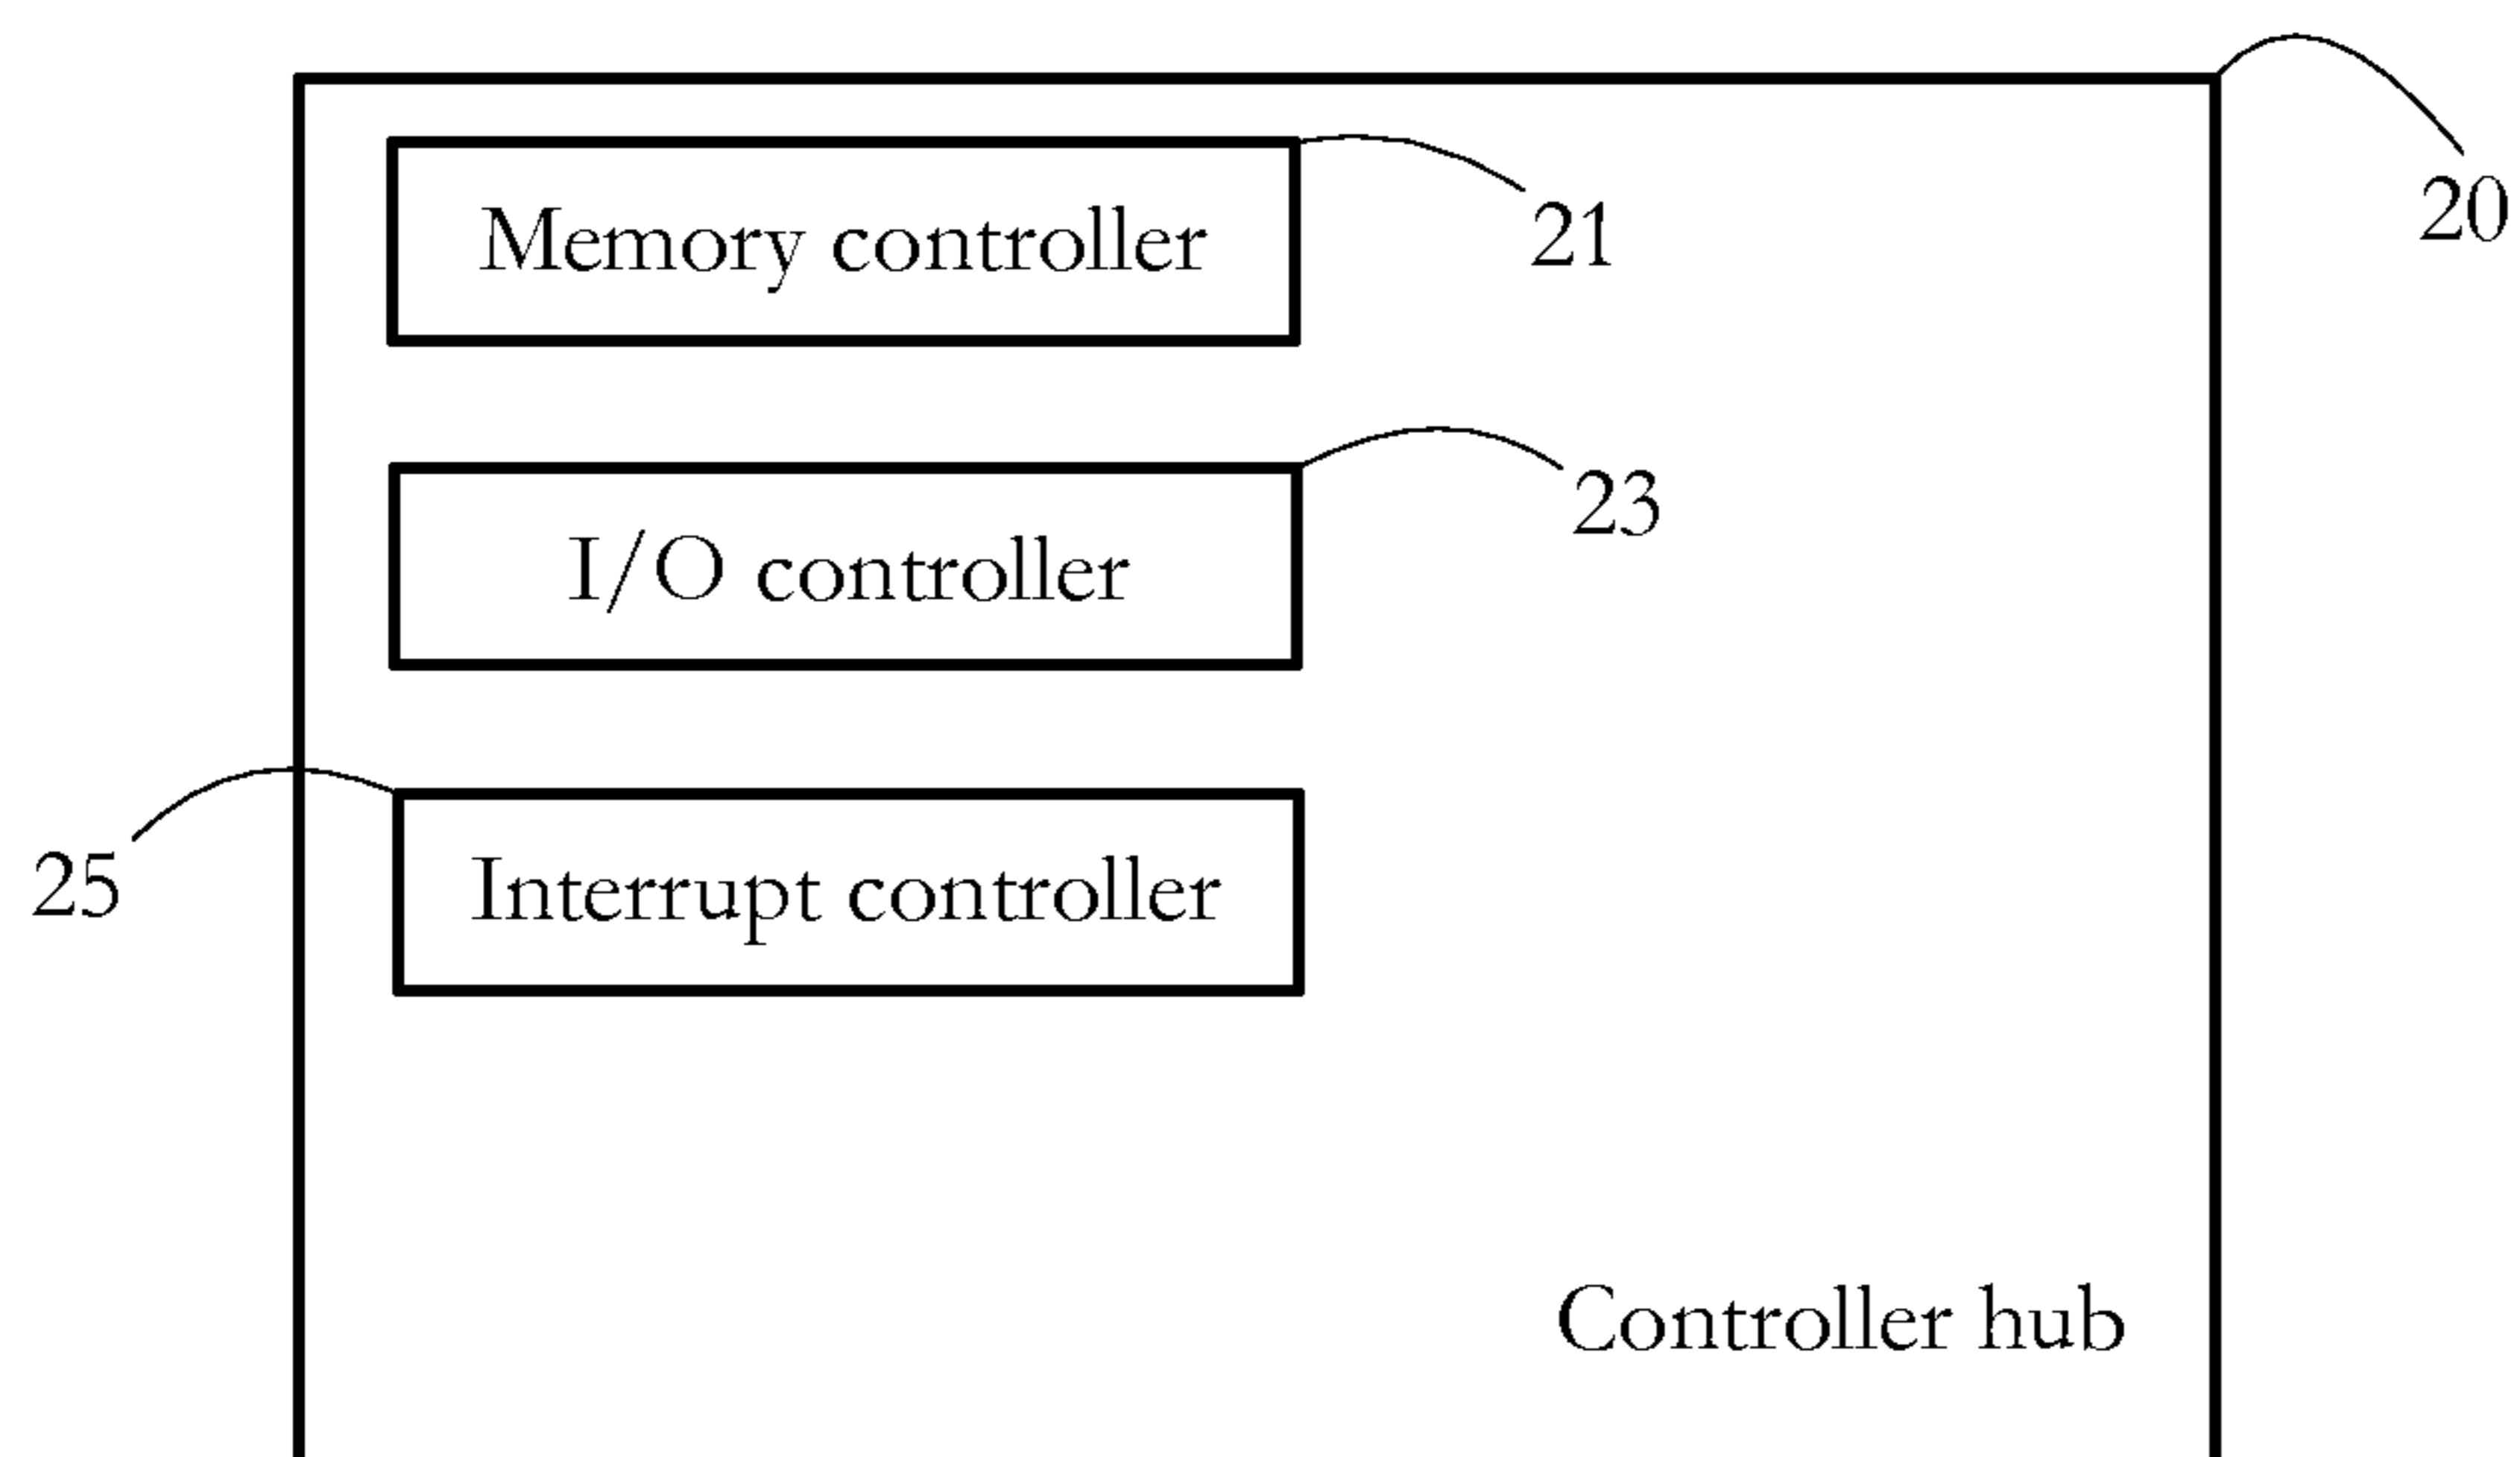 20
Memory controller
21
23
I/O controller
25
Interrupt controller
Controller hub